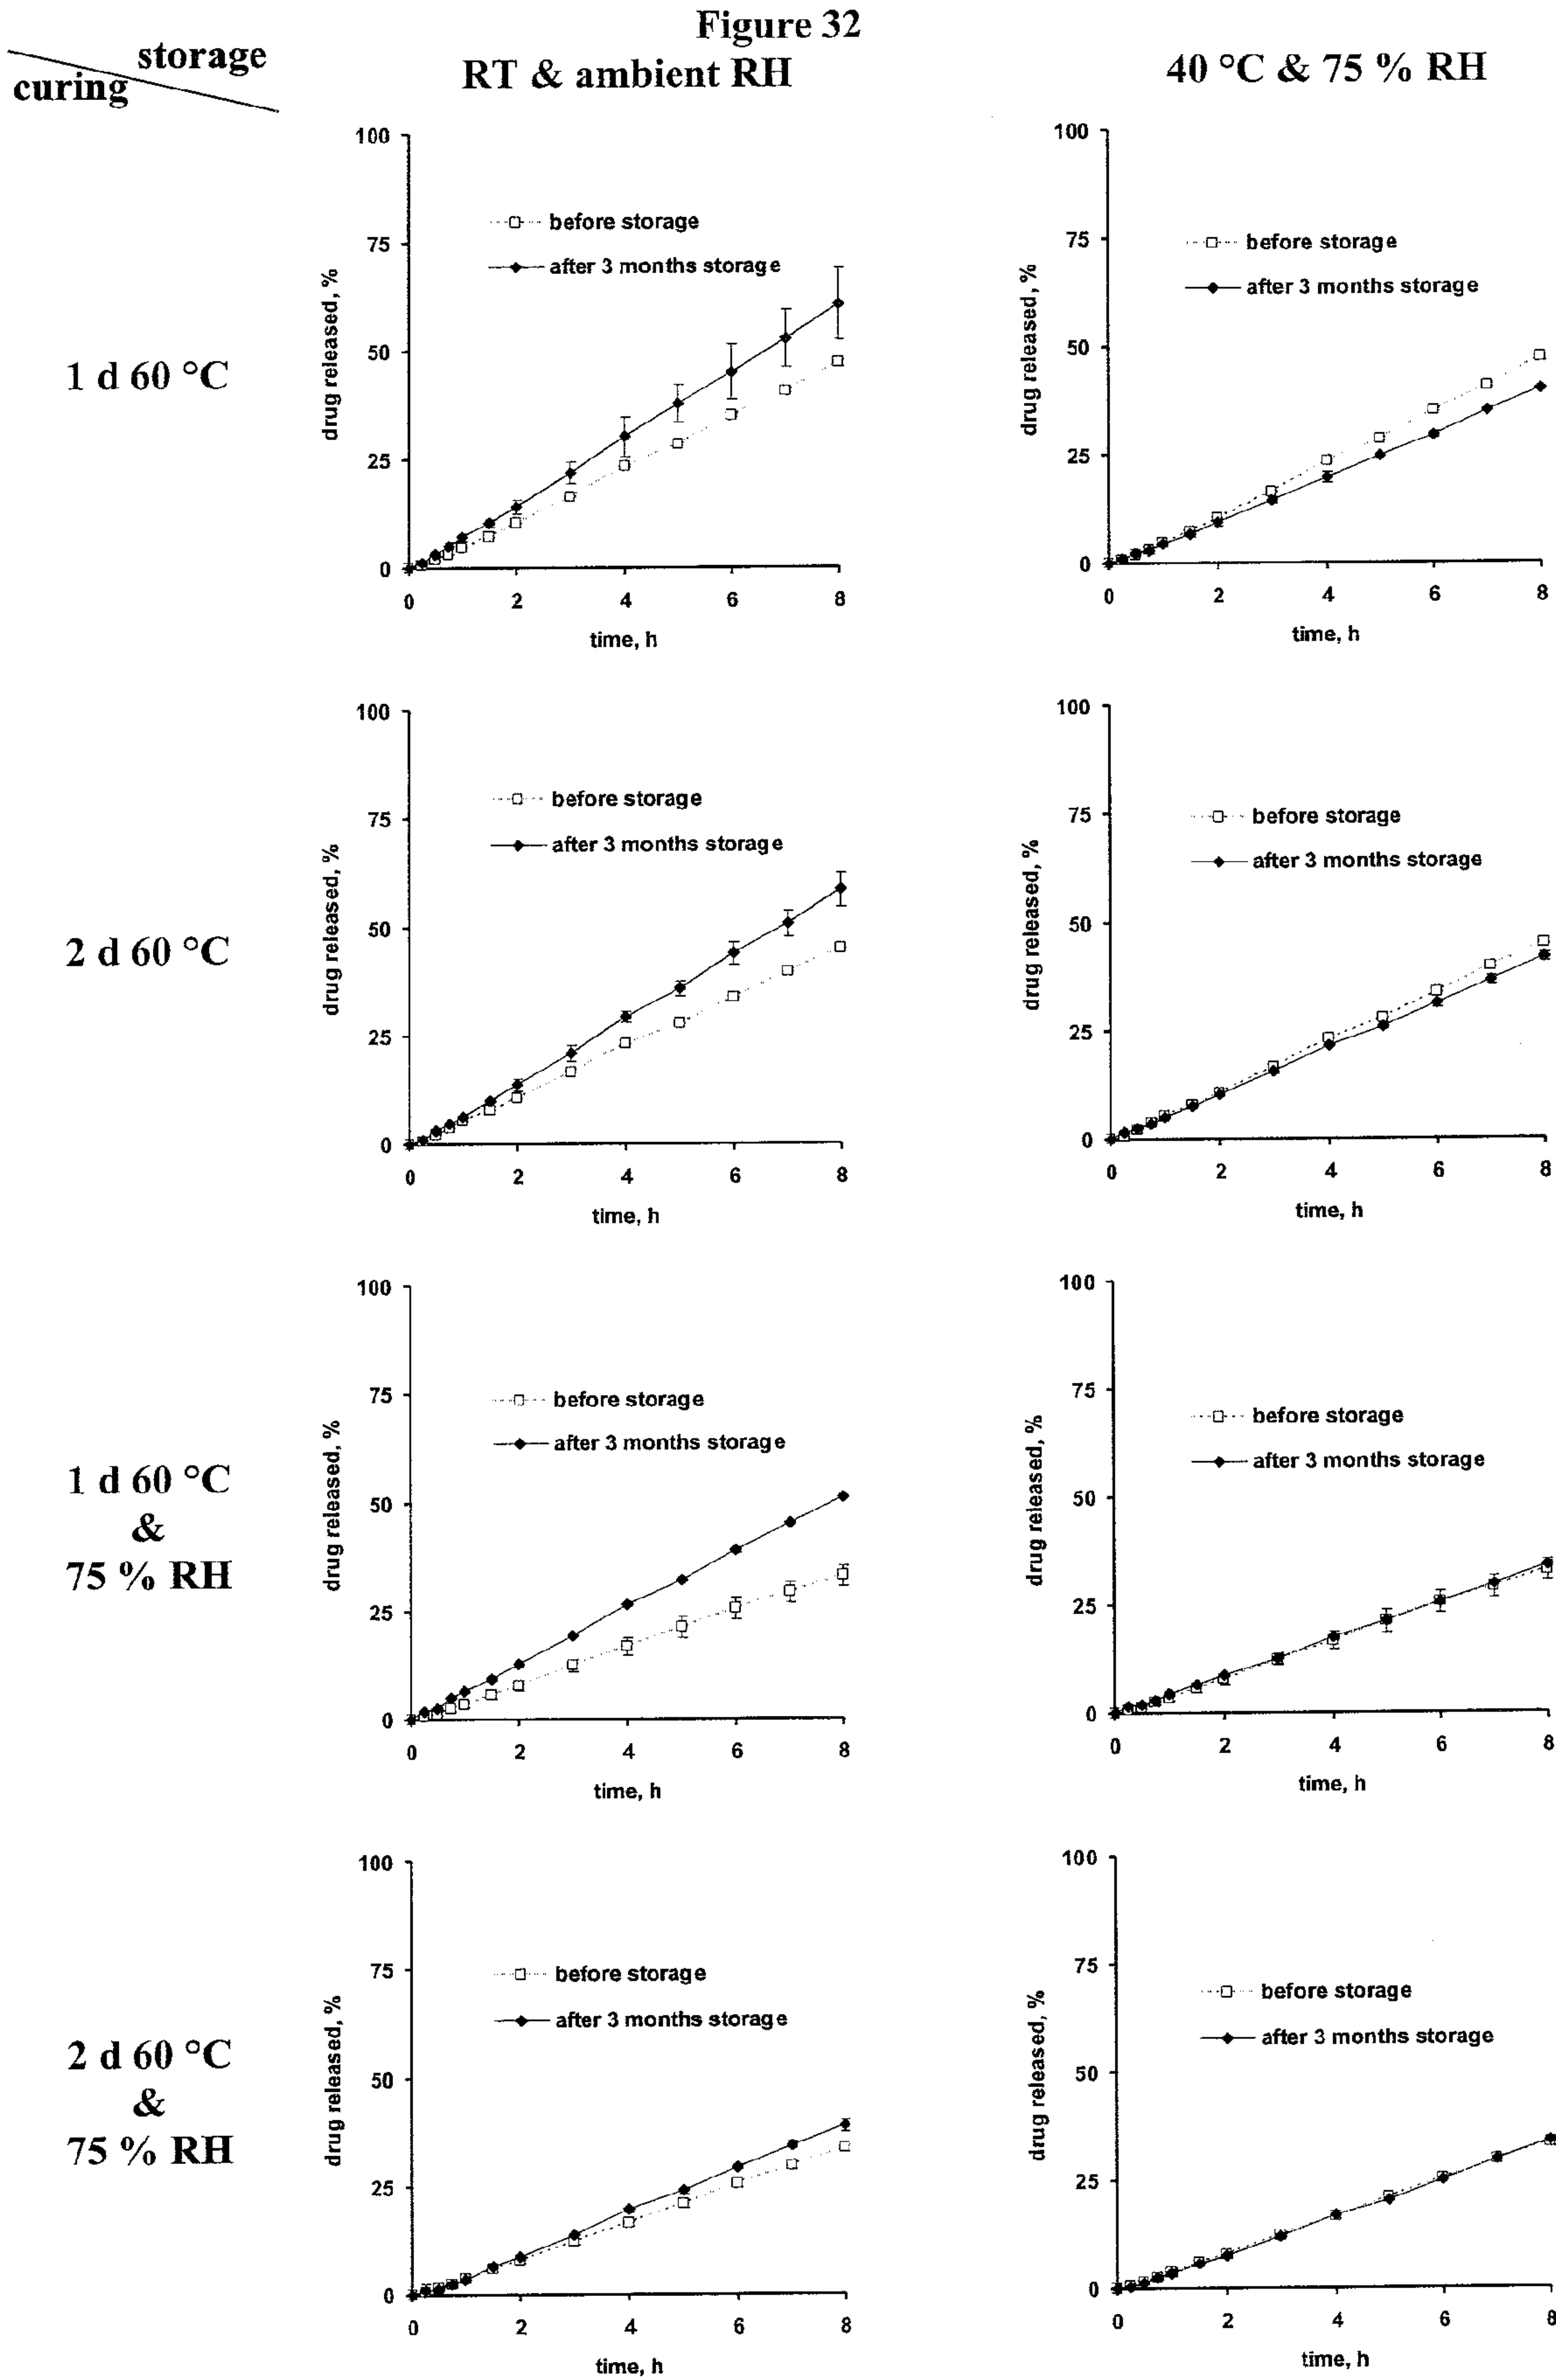 Figure 32
storage
curing
RT & ambient RH
40 °C & 75 % RH
1 d 60 °C
100
75
50
25
0
drug released, %
before storage
after 3 months storage
0 2 4 6 8
time, h
100
75
50
25
0
drug released, %
before storage
after 3 months storage
0 2 4 6 8
time, h
2 d 60 °C
100
75
50
25
0
drug released, %
before storage
after 3 months storage
0 2 4 6 8
time, h
100
75
50
25
0
drug released, %
before storage
after 3 months storage
0 2 4 6 8
time, h
1 d 60 °C
&
75 % RH
100
75
50
25
0
drug released, %
before storage
after 3 months storage
0 2 4 6 8
time, h
100
75
50
25
0
drug released, %
before storage
after 3 months storage
0 2 4 6 8
time, h
2 d 60 °C
&
75 % RH
100
75
50
25
0
drug released, %
before storage
after 3 months storage
0 2 4 6 8
time, h
100
75
50
25
0
drug released, %
before storage
after 3 months storage
0 2 4 6 8
time, h